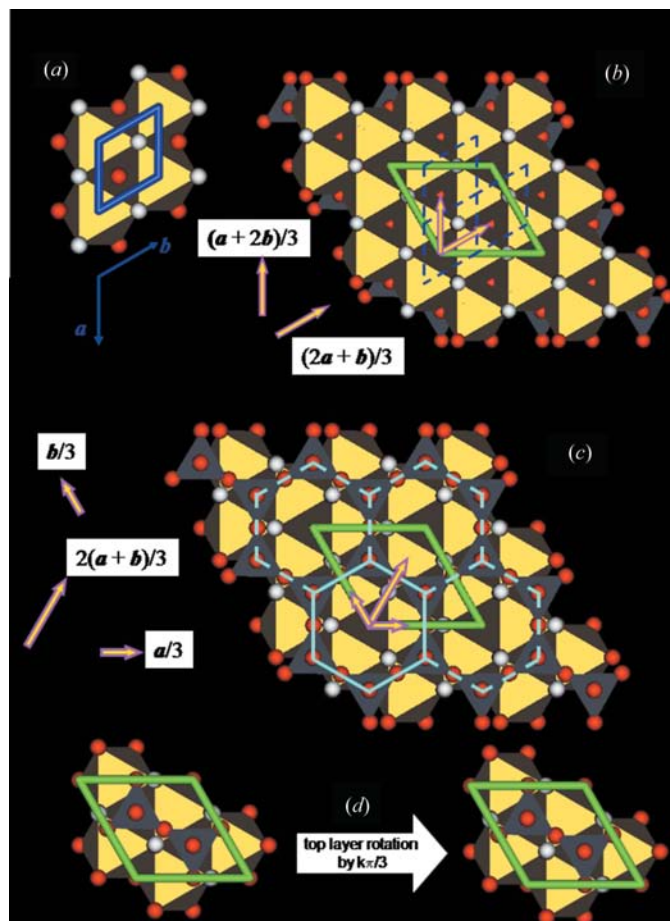 (a)
(b)
b
a
(a + 2b)/3
(2a + b)/3
(c)
b/3
2(a + b)/3
a/3
(d)
top layer rotation
by kπ/3